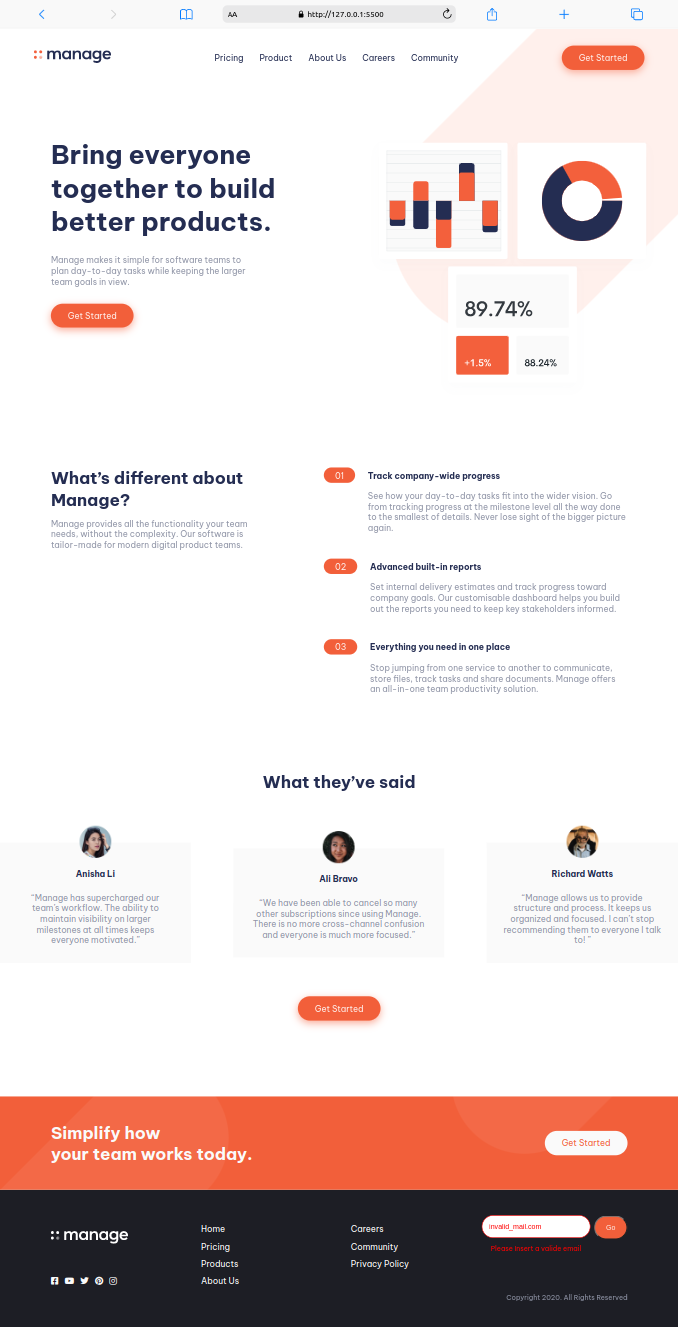 AA
http://127.0.0.1:5500
manage
Pricing
Product
About Us
Careers
Community
Get Started
Bring everyone
together to build
better products.
Manage makes it simple for software teams to
plan day-to-day tasks while keeping the larger
team goals in view.
Get Started
89.74%
+1.5%
88.24%
What's different about
Manage?
Manage provides all the functionality your team
needs, without the complexity. Our software is
tailor-made for modern digital product teams.
01
Track company-wide progress
See how your day-to-day tasks fit into the wider vision. Go
from tracking progress at the milestone level all the way done
to the smallest of details. Never lose sight of the bigger picture
again.
02
Advanced built-in reports
Set internal delivery estimates and track progress toward
company goals. Our customisable dashboard helps you build
out the reports you need to keep key stakeholders informed.
03
Everything you need in one place
Stop jumping from one service to another to communicate,
store files, track tasks and share documents. Manage offers
an all-in-one team productivity solution.
What they've said
Anisha Li
"Manage has supercharged our
team's workflow. The ability to
maintain visibility on larger
milestones at all times keeps
everyone motivated."
Ali Bravo
"We have been able to cancel so many
other subscriptions since using Manage.
There is no more cross-channel confusion
and everyone is much more focused."
Richard Watts
"Manage allows us to provide
structure and process. It keeps us
organized and focused. I can't stop
recommending them to everyone I talk
to! "
Get Started
Simplify how
your team works today.
Get Started
manage
Home
Pricing
Products
About Us
Careers
Community
Privacy Policy
invalid_mail.com
Go
Please insert a valide email
Copyright 2020. All Rights Reserved